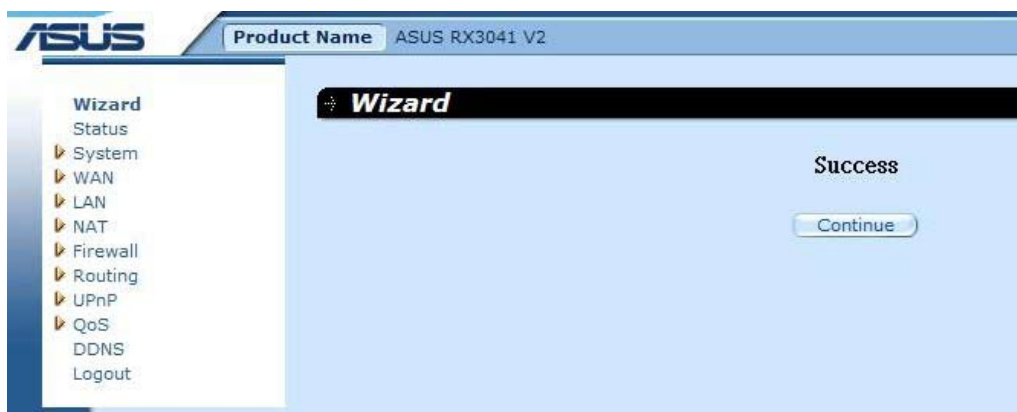 ASUS
Product Name ASUS RX3041 V2
Wizard
Status
System
WAN
LAN
NAT
Firewall
Routing
UPnP
QoS
DDNS
Logout
Wizard
Success
Continue